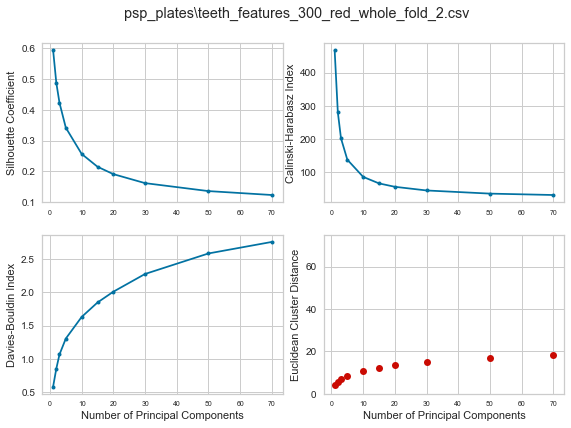 psp_plates\teeth_features_300_red_whole_fold_2.csv
Silhouette Coefficient
0.6
0.5
0.4
0.3
0.2
0.1
0 10 20 30 40 50 60 70
Calinski-Harabasz Index
400
300
200
100
0 10 20 30 40 50 60 70
Davies-Bouldin Index
2.5
2.0
1.5
1.0
0.5
0 10 20 30 40 50 60 70
Number of Principal Components
Euclidean Cluster Distance
60
40
20
0
0 10 20 30 40 50 60 70
Number of Principal Components